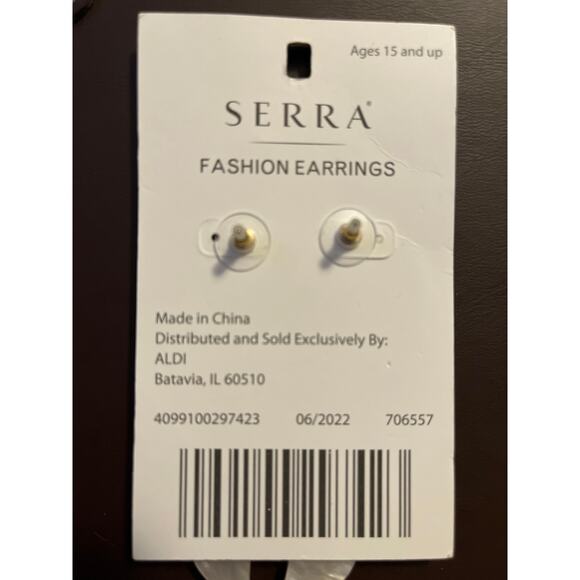 Ages 15 and up
SERRA®
FASHION EARRINGS
Made in China
Distributed and Sold Exclusively By:
ALDI
Batavia, IL 60510
4099100297423 06/2022 706557